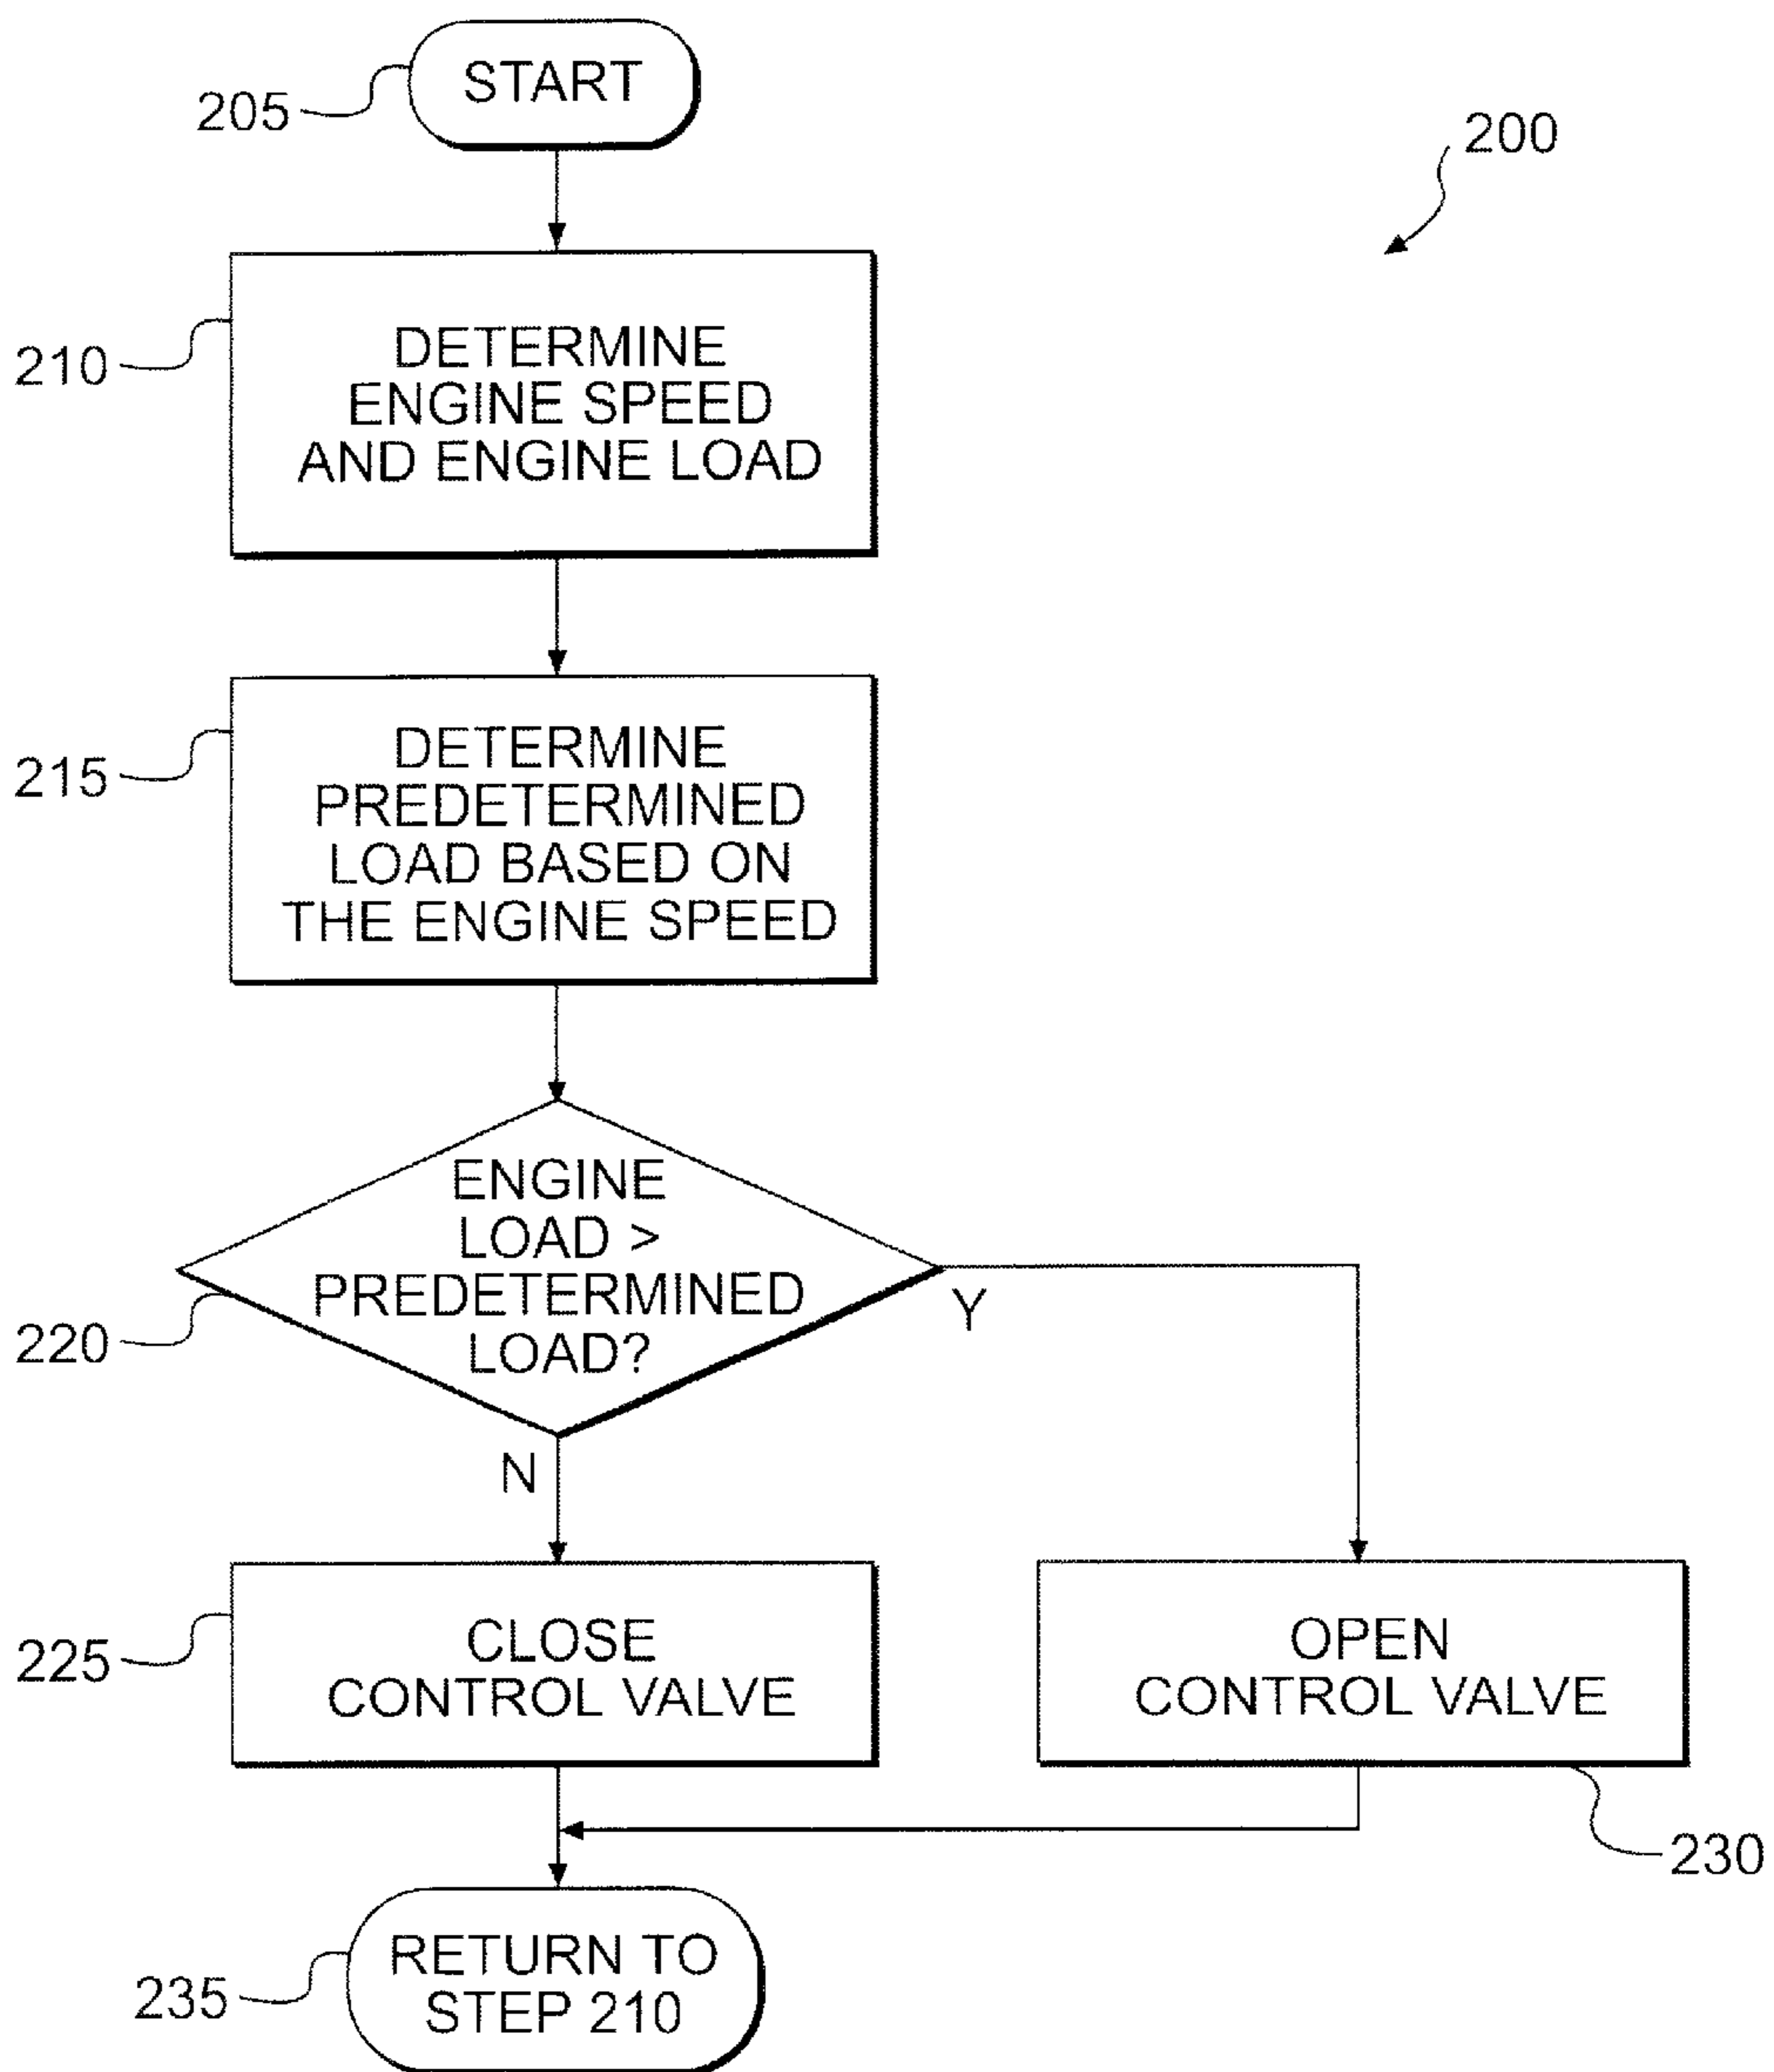 START
205
200
210
DETERMINE
ENGINE SPEED
AND ENGINE LOAD
215
DETERMINE
PREDETERMINED
LOAD BASED ON
THE ENGINE SPEED
220
ENGINE
LOAD >
PREDETERMINED
LOAD?
Y
N
225
CLOSE
CONTROL VALVE
OPEN
CONTROL VALVE
230
235
RETURN TO
STEP 210